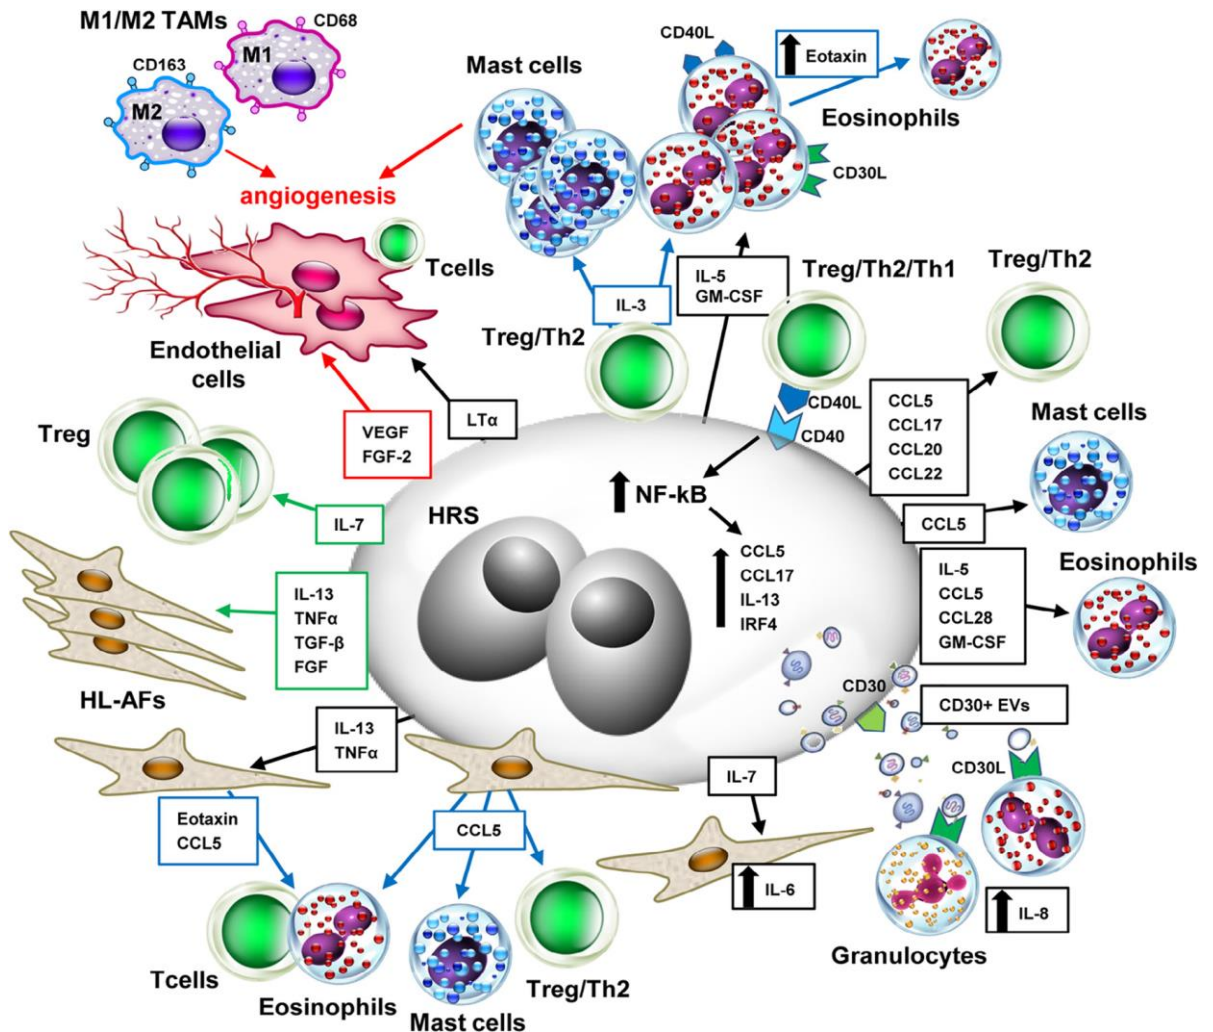 M1/M2 TAMs
CD68
CD163
M1
M2
angiogenesis
Mast cells
CD40L
Eotaxin
Eosinophils
CD30L
Tcells
Endothelial
cells
IL-3
Treg/Th2
IL-5
GM-CSF
Treg/Th2/Th1
Treg/Th2
VEGF
FGF-2
LTα
CD40L
CD40
CCL5
CCL17
CCL20
CCL22
Mast cells
Treg
IL-7
HRS
NF-kB
CCL5
CCL17
IL-13
IRF4
CCL5
IL-5
CCL5
CCL28
GM-CSF
Eosinophils
IL-13
TNFα
TGF-β
FGF
HL-AFs
IL-13
TNFα
CD30
CD30+ EVs
CD30L
IL-7
Eotaxin
CCL5
CCL5
IL-6
IL-8
Granulocytes
Tcells
Eosinophils
Mast cells
Treg/Th2